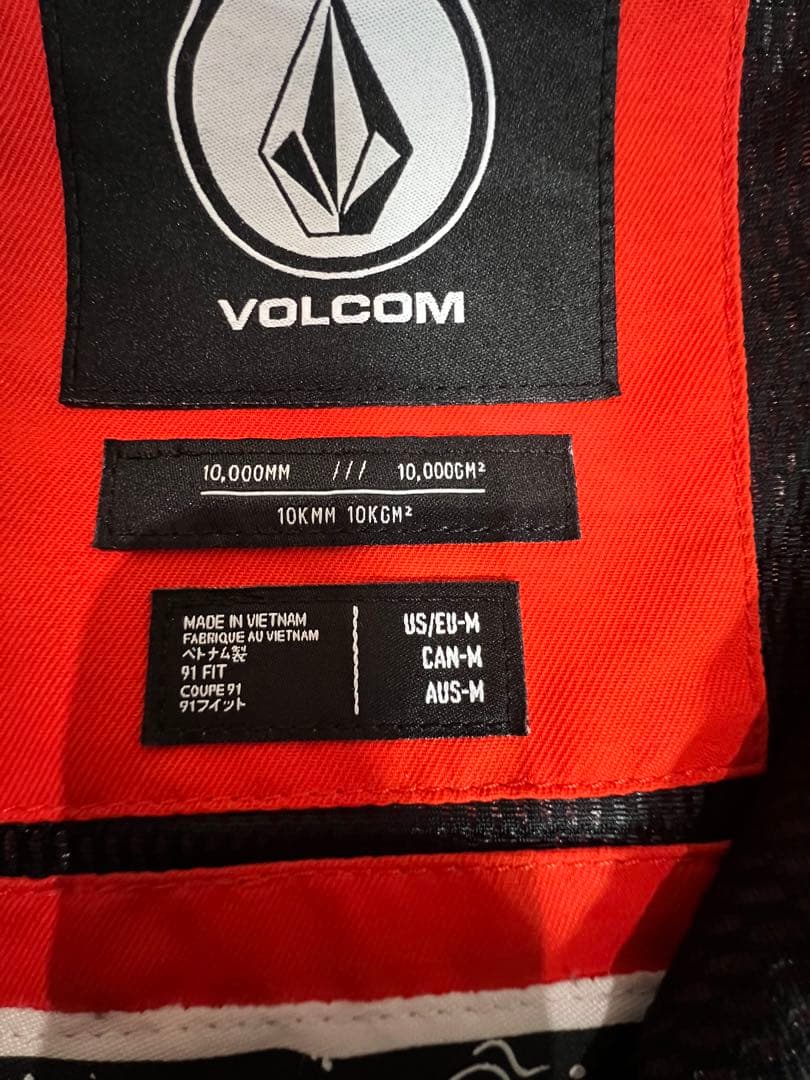 VOLCOM
10,000MM /// 10,000GM²
10KMM 10KGM²
MADE IN VIETNAM
FABRIQUE AU VIETNAM
ベトナム製
91 FIT
COUPE 91
91フイット
US/EU-M
CAN-M
AUS-M